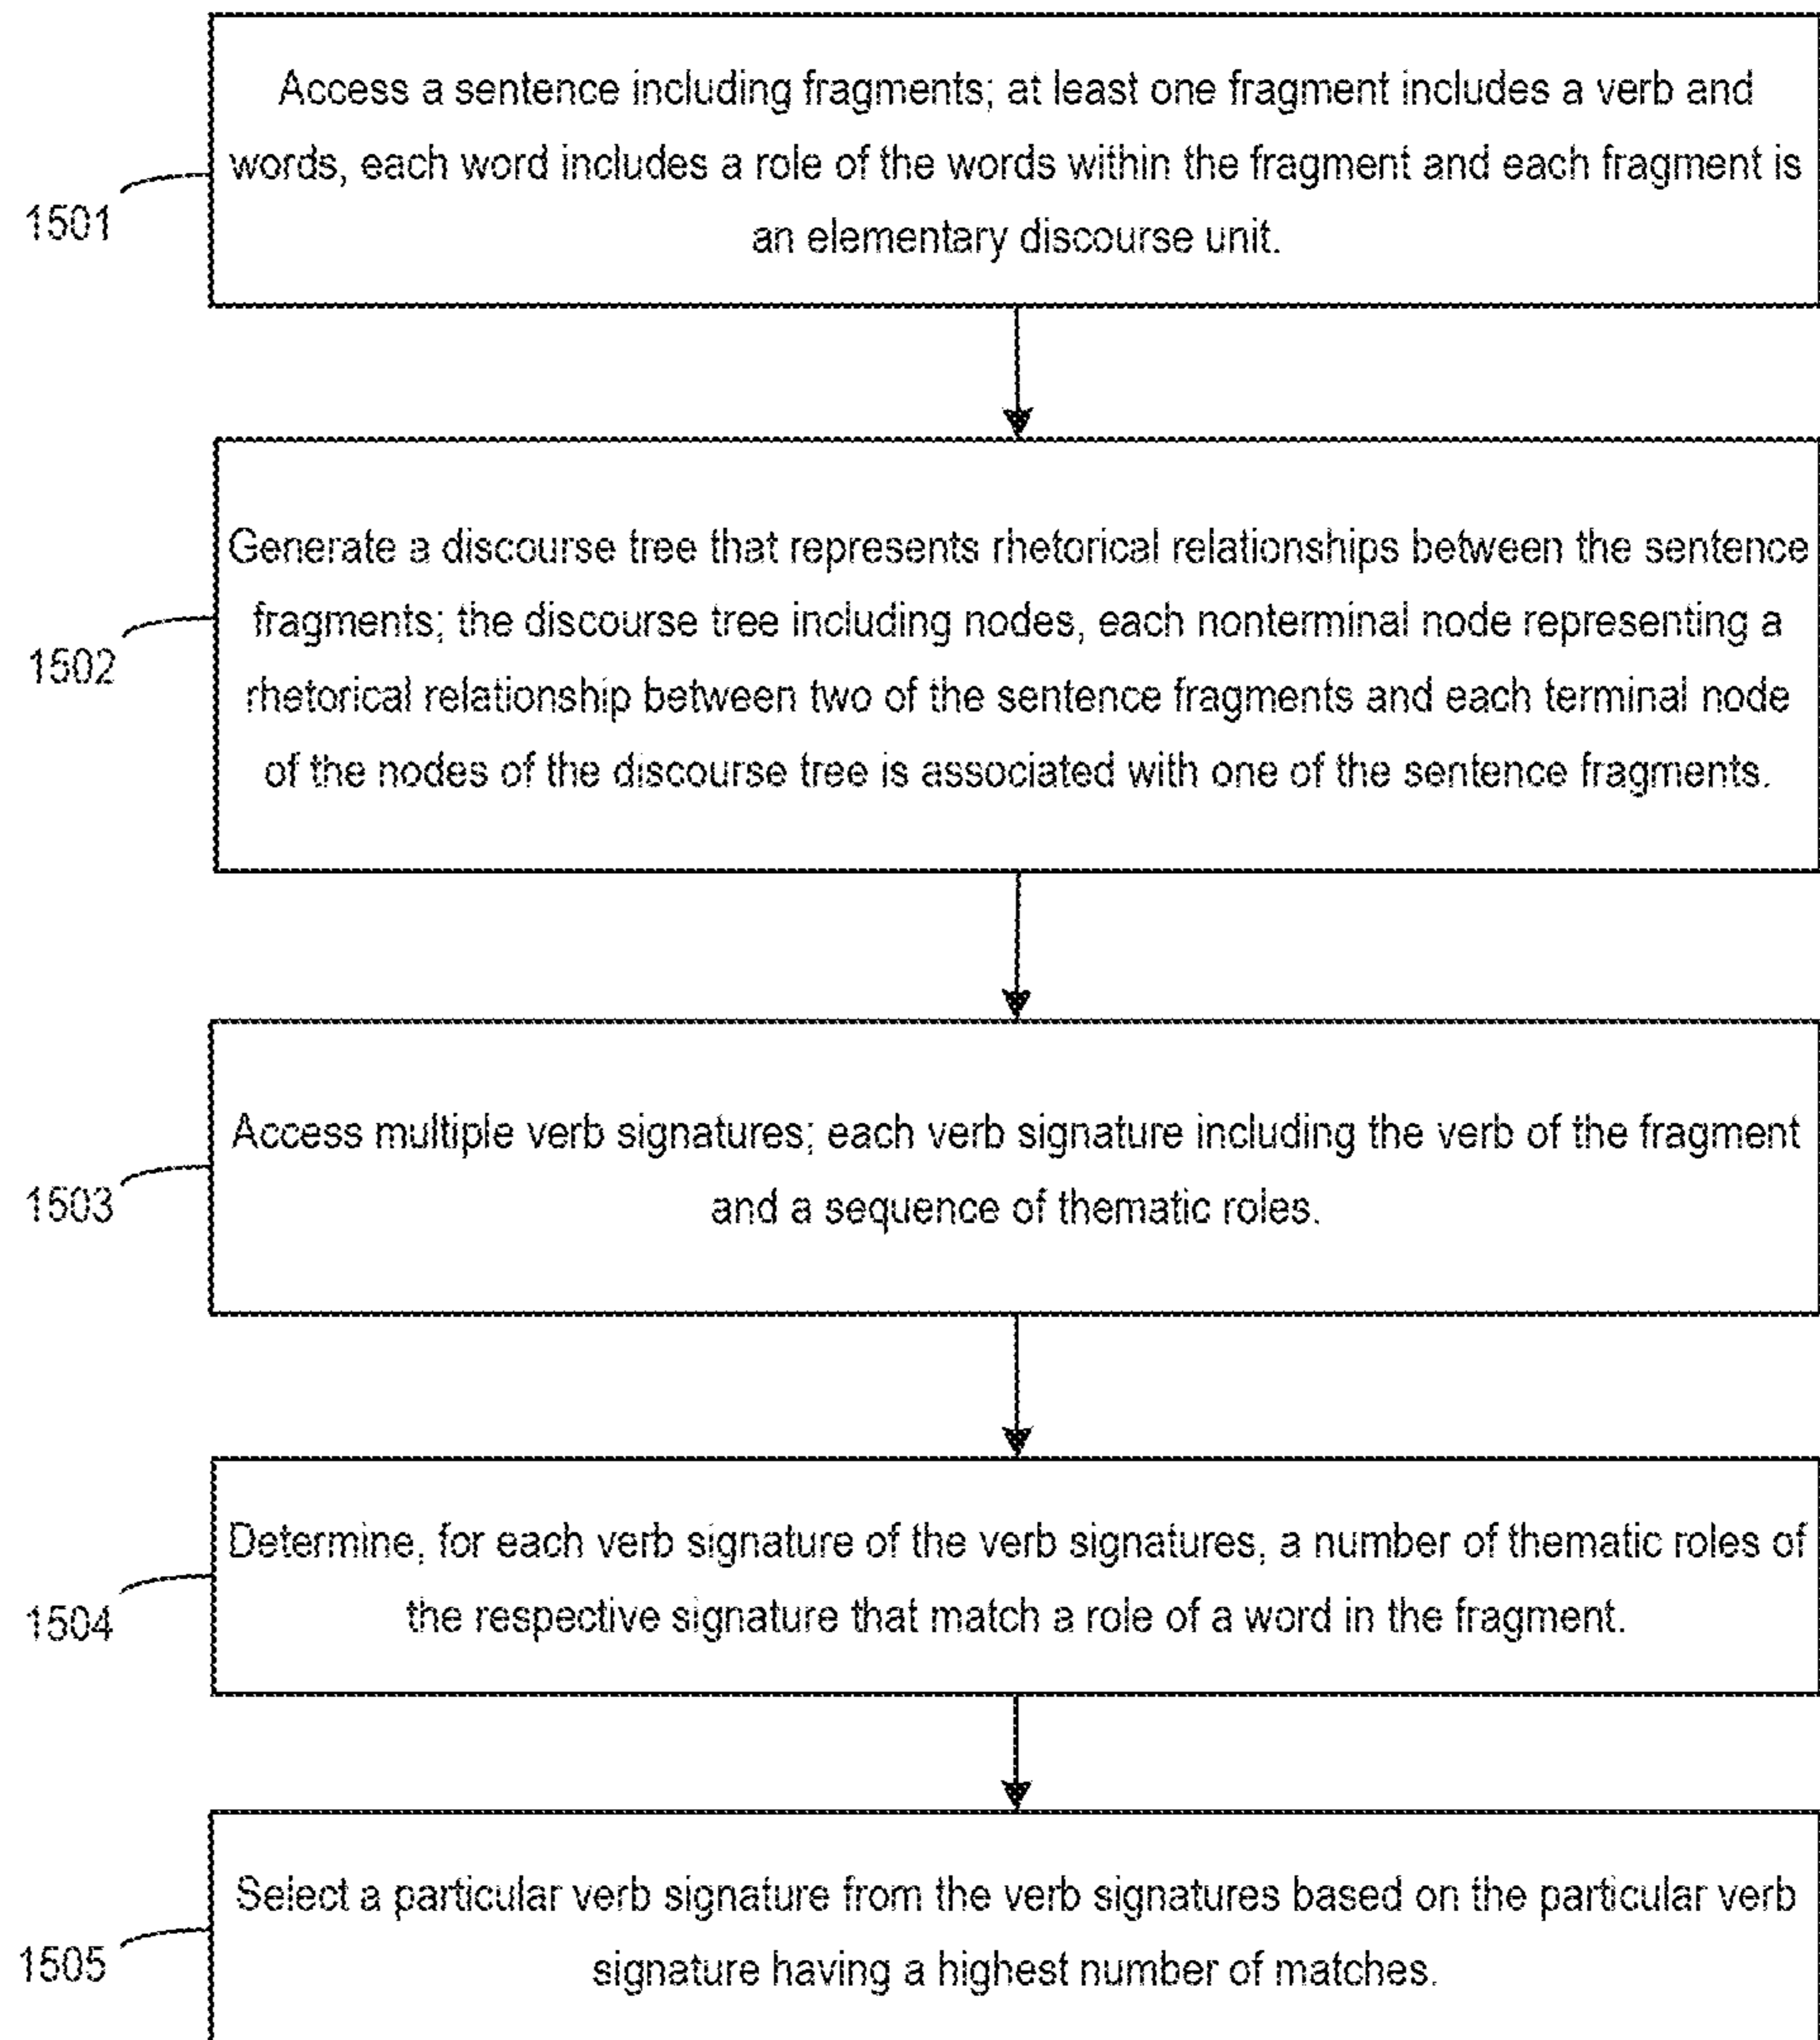 Access a sentence including fragments; at least one fragment includes a verb and
words, each word includes a role of the words within the fragment and each fragment is
an elementary discourse unit.
1501
Generate a discourse tree that represents rhetorical relationships between the sentence
fragments; the discourse tree including nodes, each nonterminal node representing a
rhetorical relationship between two of the sentence fragments and each terminal node
of the nodes of the discourse tree is associated with one of the sentence fragments.
1502
Access multiple verb signatures; each verb signature including the verb of the fragment
and a sequence of thematic roles.
1503
Determine, for each verb signature of the verb signatures, a number of thematic roles of
the respective signature that match a role of a word in the fragment.
1504
Select a particular verb signature from the verb signatures based on the particular verb
signature having a highest number of matches.
1505